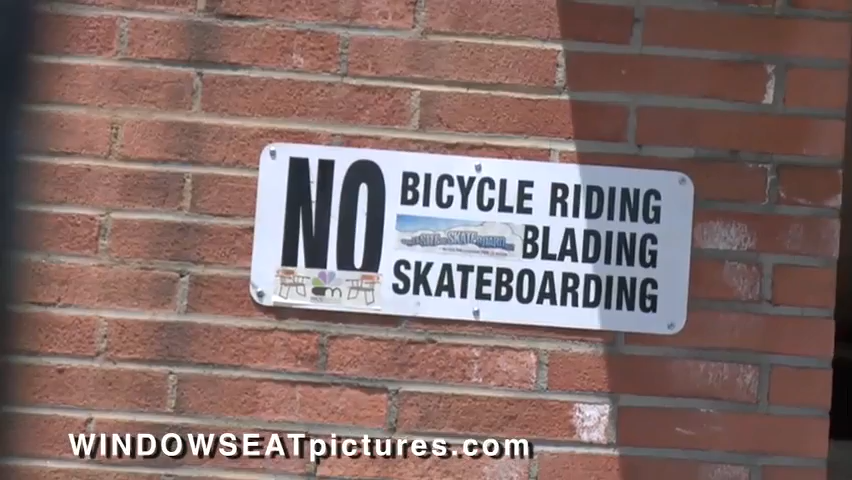 NO
BICYCLE RIDING
BLADING
SKATEBOARDING
WINDOWSEATpictures.com